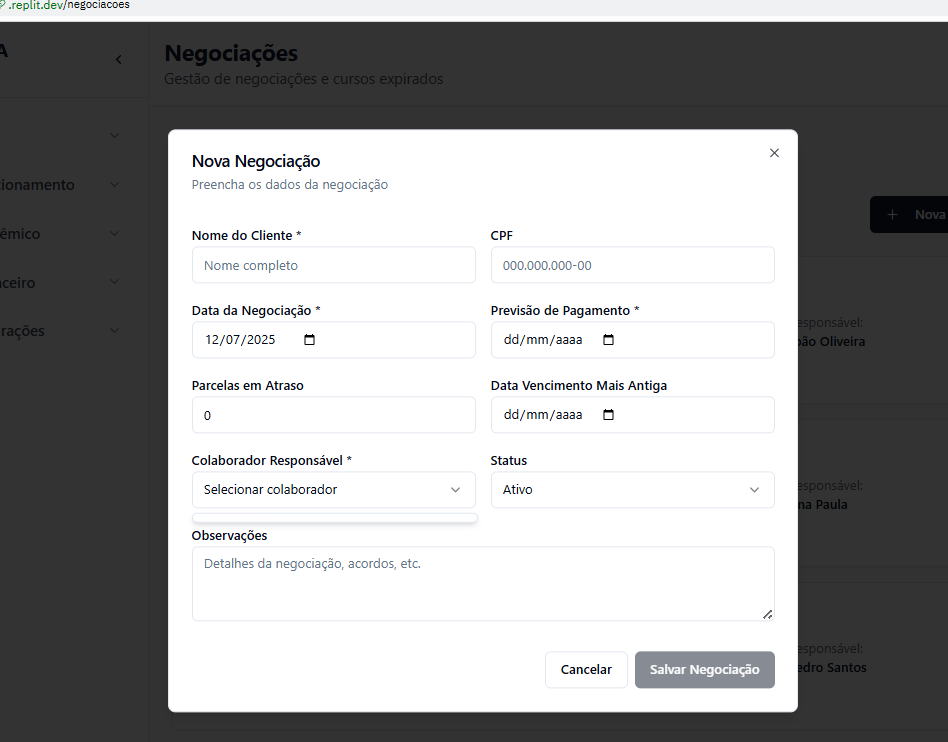 .replit.dev/negociacoes
A
Negociações
Gestão de negociações e cursos expirados
cionamento
êmico
nceiro
rações
Nova
Nova Negociação
Preencha os dados da negociação
Nome do Cliente *
CPF
Nome completo
000.000.000-00
Data da Negociação *
Previsão de Pagamento *
12/07/2025
dd/mm/aaaa
Parcelas em Atraso
Data Vencimento Mais Antiga
0
dd/mm/aaaa
Colaborador Responsável *
Status
Selecionar colaborador
Ativo
Observações
Detalhes da negociação, acordos, etc.
Cancelar
Salvar Negociação
esponsável:
oão Oliveira
esponsável:
na Paula
esponsável:
edro Santos